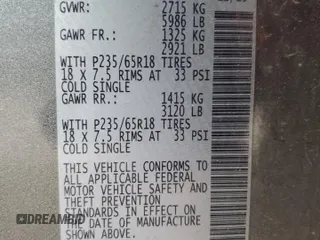 GVWR: 2715 KG
5986 LB
GAWR FR.: 1325 KG
2921 LB
WITH P235/65R18 TIRES
18 X 7.5 RIMS AT 33 PSI
COLD SINGLE
GAWR RR.: 1415 KG
3120 LB
WITH P235/65R18 TIRES
18 X 7.5 RIMS AT 33 PSI
COLD SINGLE
THIS VEHICLE CONFORMS TO
ALL APPLICABLE FEDERAL
MOTOR VEHICLE SAFETY AND
THEFT PREVENTION
STANDARDS IN EFFECT ON
THE DATE OF MANUFACTURE
SHOWN ABOVE.
DREAMBID